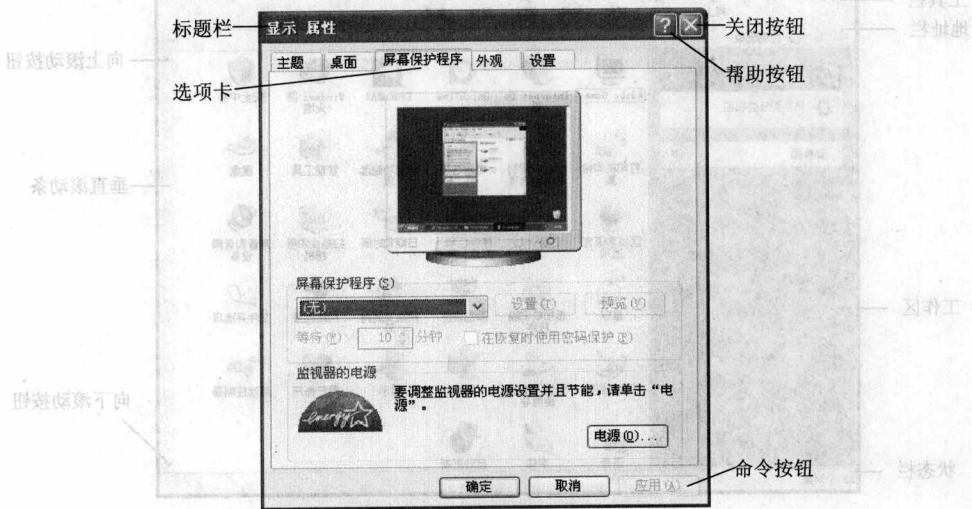 标题栏
显示 属性
关闭按钮
帮助按钮
主题 桌面 屏幕保护程序 外观 设置
选项卡
屏幕保护程序(S)
(无) 设置(T) 预览(V)
等待(W) 10 分钟 在恢复时使用密码保护(P)
监视器的电源
要调整监视器的电源设置并且节能，请单击“电
源”。
energy
电源(O)...
命令按钮
确定 取消 应用(A)
地址栏
向上滚动按钮
垂直滚动条
工作区
向下滚动按钮
状态栏